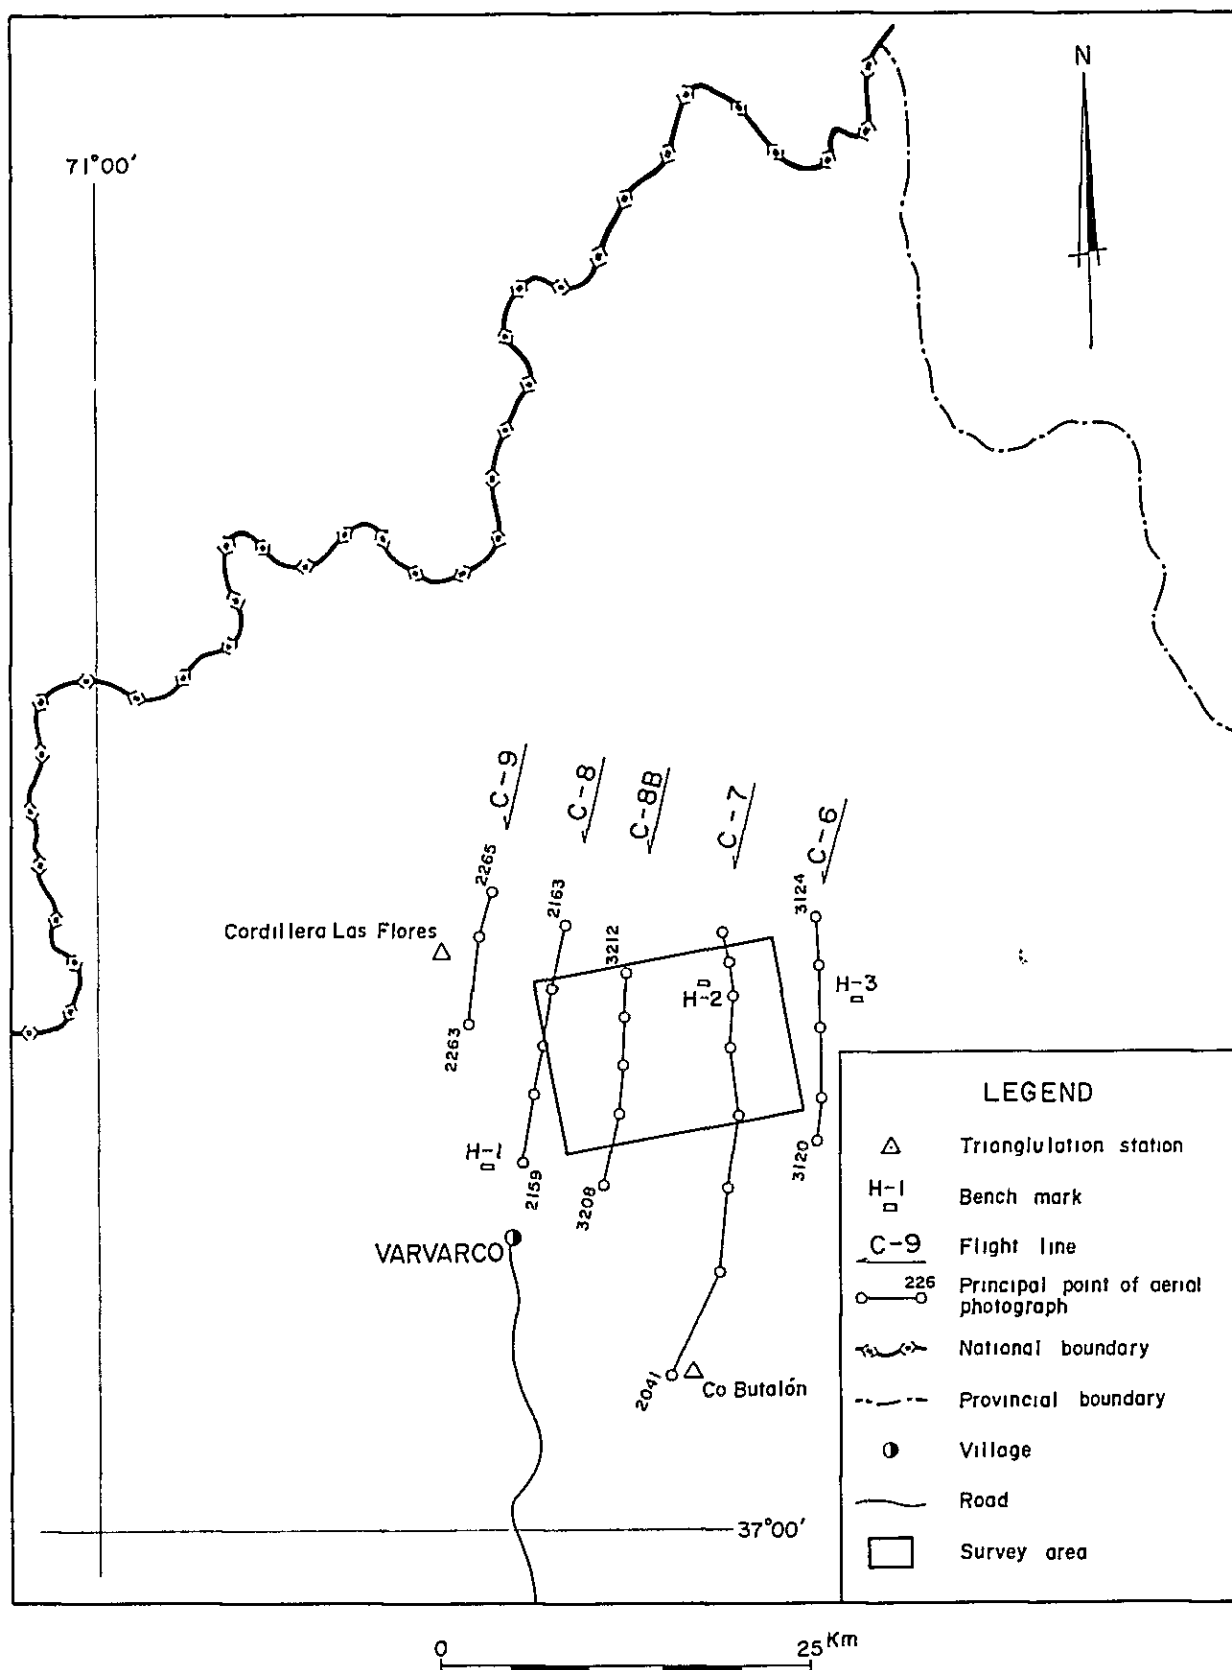 N
71°00'
C-9
C-8
C-8B
C-7
C-6
2265
2163
3212
3124
Cordillera Las Flores
H-2
H-3
2263
H-1
2159
3208
3120
VARVARCO
2041
Co Butalón
37°00'
LEGEND
Trianglulation station
H-1
Bench mark
C-9
Flight line
226
Principal point of aerial
photograph
National boundary
Provincial boundary
Village
Road
Survey area
0
25 Km